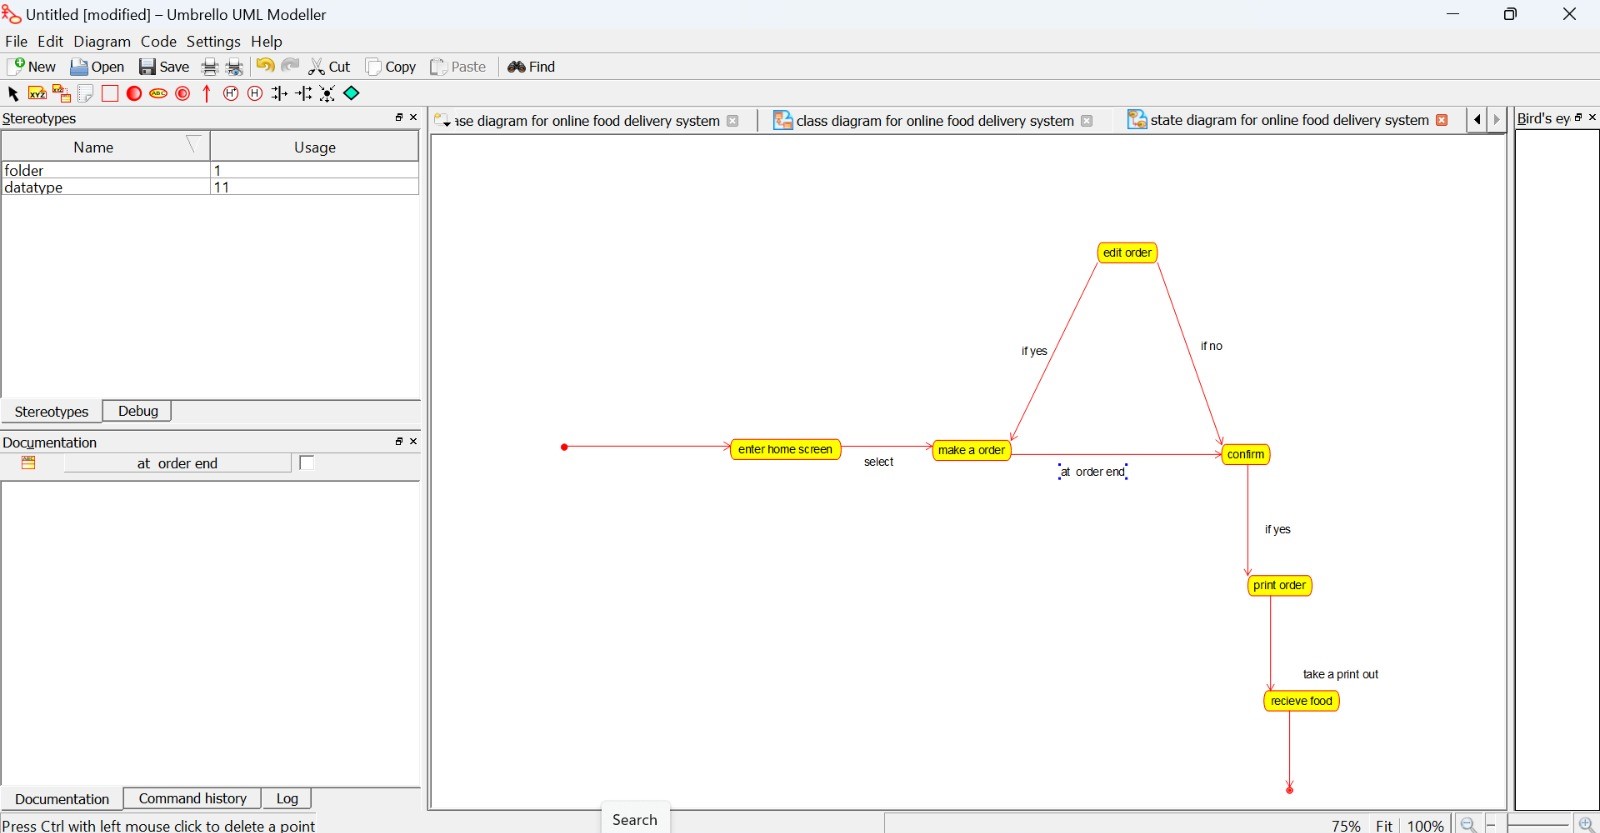 Untitled [modified] – Umbrello UML Modeller
File Edit Diagram Code Settings Help
New Open Save Cut Copy Paste Find
XYZ ABC H* H
Stereotypes
Name Usage
folder 1
datatype 11
Stereotypes Debug
Documentation
at order end
Documentation Command history Log
Press Ctrl with left mouse click to delete a point
ase diagram for online food delivery system
class diagram for online food delivery system
state diagram for online food delivery system
Bird's ey
edit order
if yes
if no
enter home screen
select
make a order
at order end
confirm
if yes
print order
take a print out
recieve food
Search
75% Fit 100%